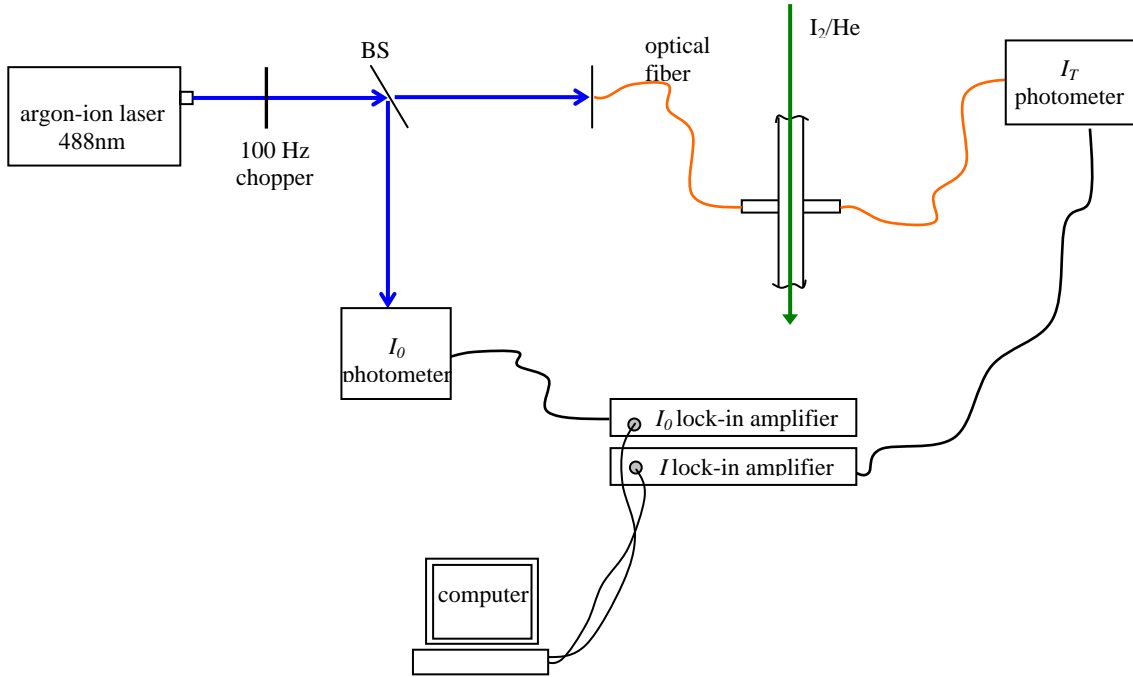 argon-ion laser
488nm
100 Hz
chopper
BS
optical
fiber
I₂/He
I_T
photometer
I₀
photometer
I₀ lock-in amplifier
I lock-in amplifier
computer